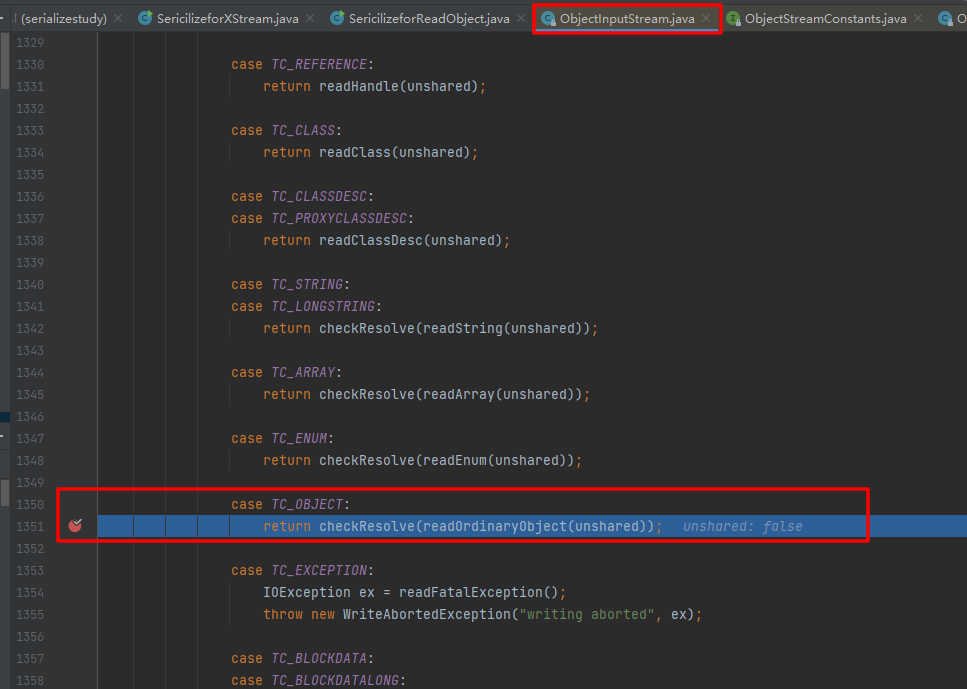 (serializestudy) × SericilizeforXStream.java × SericilizeforReadObject.java × ObjectInputStream.java × ObjectStreamConstants.java × O
1329
1330 case TC_REFERENCE:
1331 return readHandle(unshared);
1332
1333 case TC_CLASS:
1334 return readClass(unshared);
1335
1336 case TC_CLASSDESC:
1337 case TC_PROXYCLASSDESC:
1338 return readClassDesc(unshared);
1339
1340 case TC_STRING:
1341 case TC_LONGSTRING:
1342 return checkResolve(readString(unshared));
1343
1344 case TC_ARRAY:
1345 return checkResolve(readArray(unshared));
1346
1347 case TC_ENUM:
1348 return checkResolve(readEnum(unshared));
1349
1350 case TC_OBJECT:
1351 return checkResolve(readOrdinaryObject(unshared)); unshared: false
1352
1353 case TC_EXCEPTION:
1354 IOException ex = readFatalException();
1355 throw new WriteAbortedException("writing aborted", ex);
1356
1357 case TC_BLOCKDATA:
1358 case TC_BLOCKDATALONG: